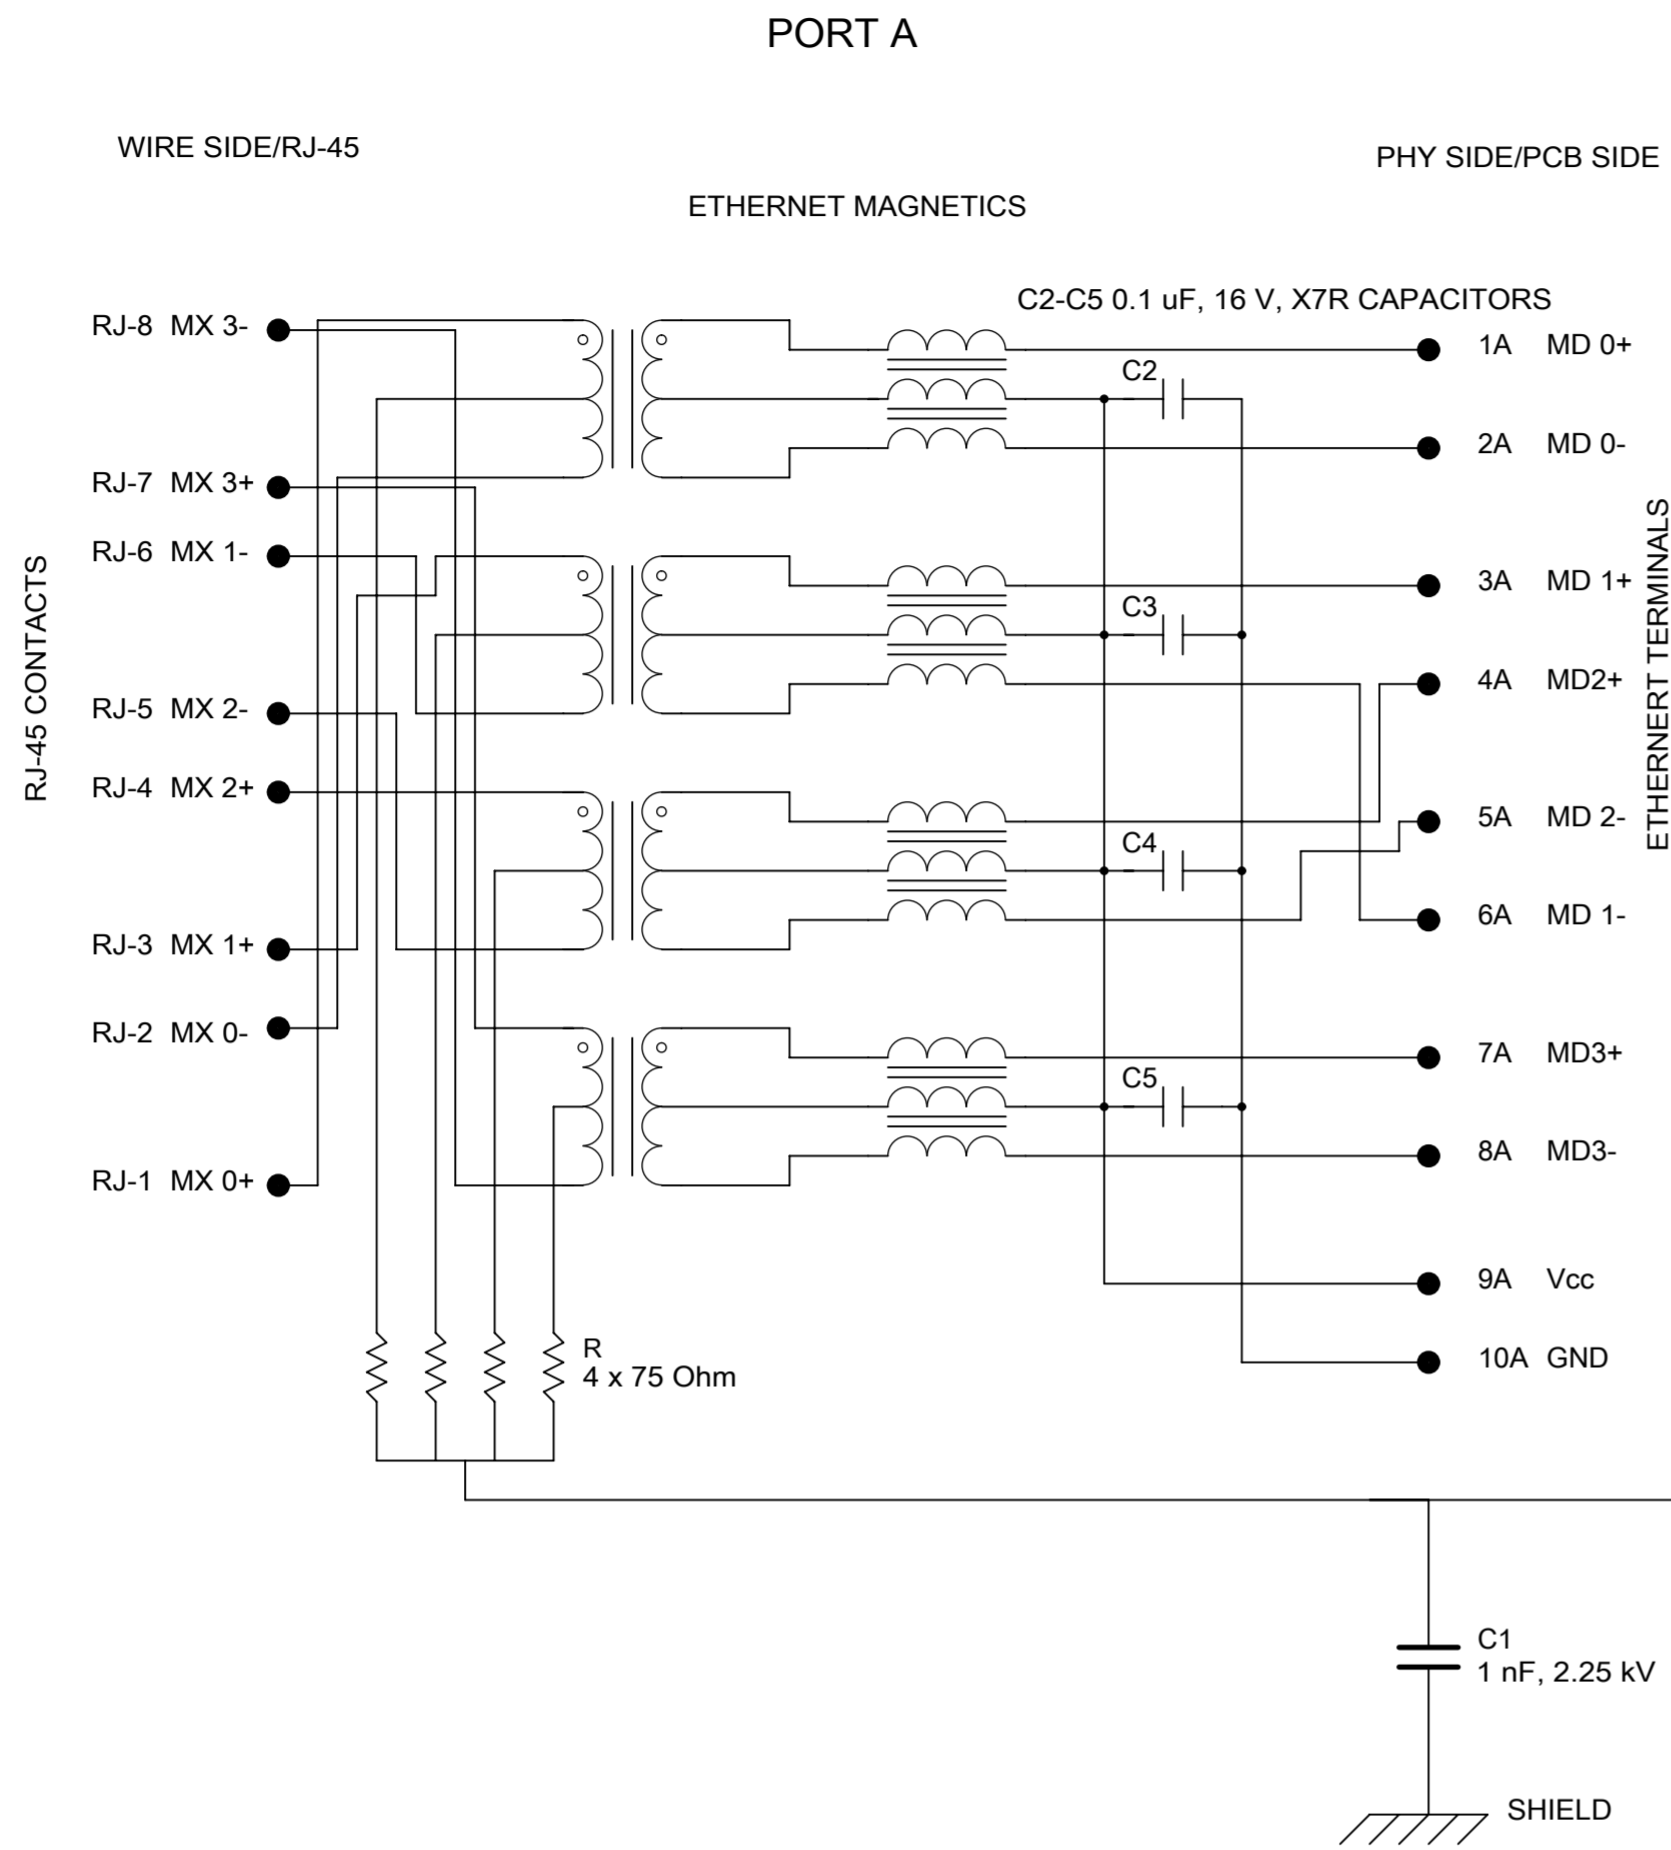 PORT A
WIRE SIDE/RJ-45
PHY SIDE/PCB SIDE
ETHERNET MAGNETICS
C2-C5 0.1 uF, 16 V, X7R CAPACITORS
RJ-8 MX 3-
1A MD 0+
C2
2A MD 0-
RJ-7 MX 3+
RJ-6 MX 1-
3A MD 1+
C3
RJ-45 CONTACTS
ETHERNERT TERMINALS
4A MD2+
RJ-5 MX 2-
RJ-4 MX 2+
5A MD 2-
C4
6A MD 1-
RJ-3 MX 1+
RJ-2 MX 0-
7A MD3+
C5
8A MD3-
RJ-1 MX 0+
9A Vcc
R
4 x 75 Ohm
10A GND
C1
1 nF, 2.25 kV
SHIELD